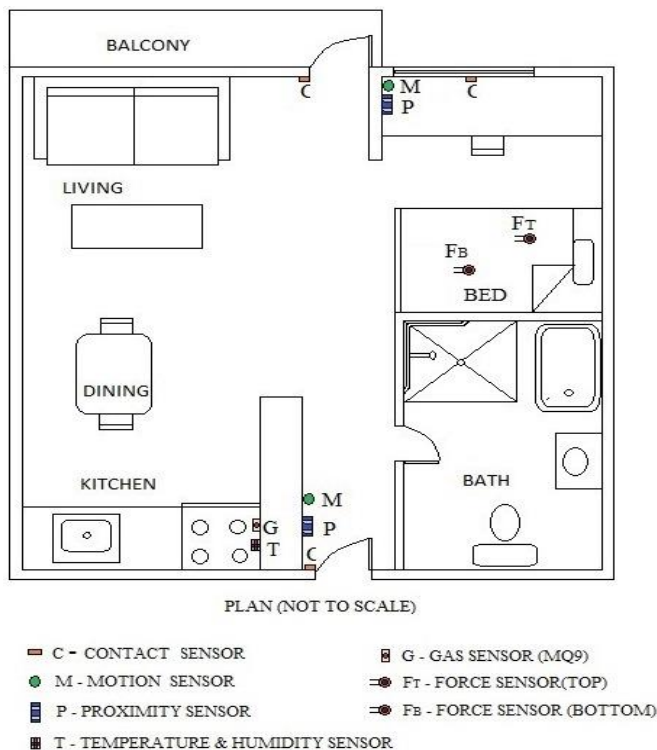 BALCONY
C
M
C
P
LIVING
FT
FB
BED
DINING
KITCHEN
BATH
M
G
P
T
C
PLAN (NOT TO SCALE)
C - CONTACT SENSOR
G - GAS SENSOR (MQ9)
M - MOTION SENSOR
FT - FORCE SENSOR(TOP)
P - PROXIMITY SENSOR
FB - FORCE SENSOR (BOTTOM)
T - TEMPERATURE & HUMIDITY SENSOR